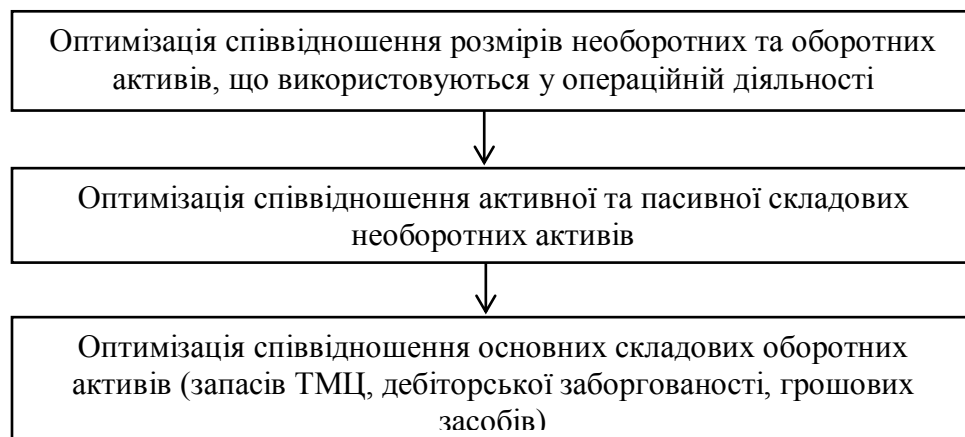 Оптимізація співвідношення розмірів необоротних та оборотних
активів, що використовуються у операційній діяльності
Оптимізація співвідношення активної та пасивної складових
необоротних активів
Оптимізація співвідношення основних складових оборотних
активів (запасів ТМЦ, дебіторської заборгованості, грошових
засобів)